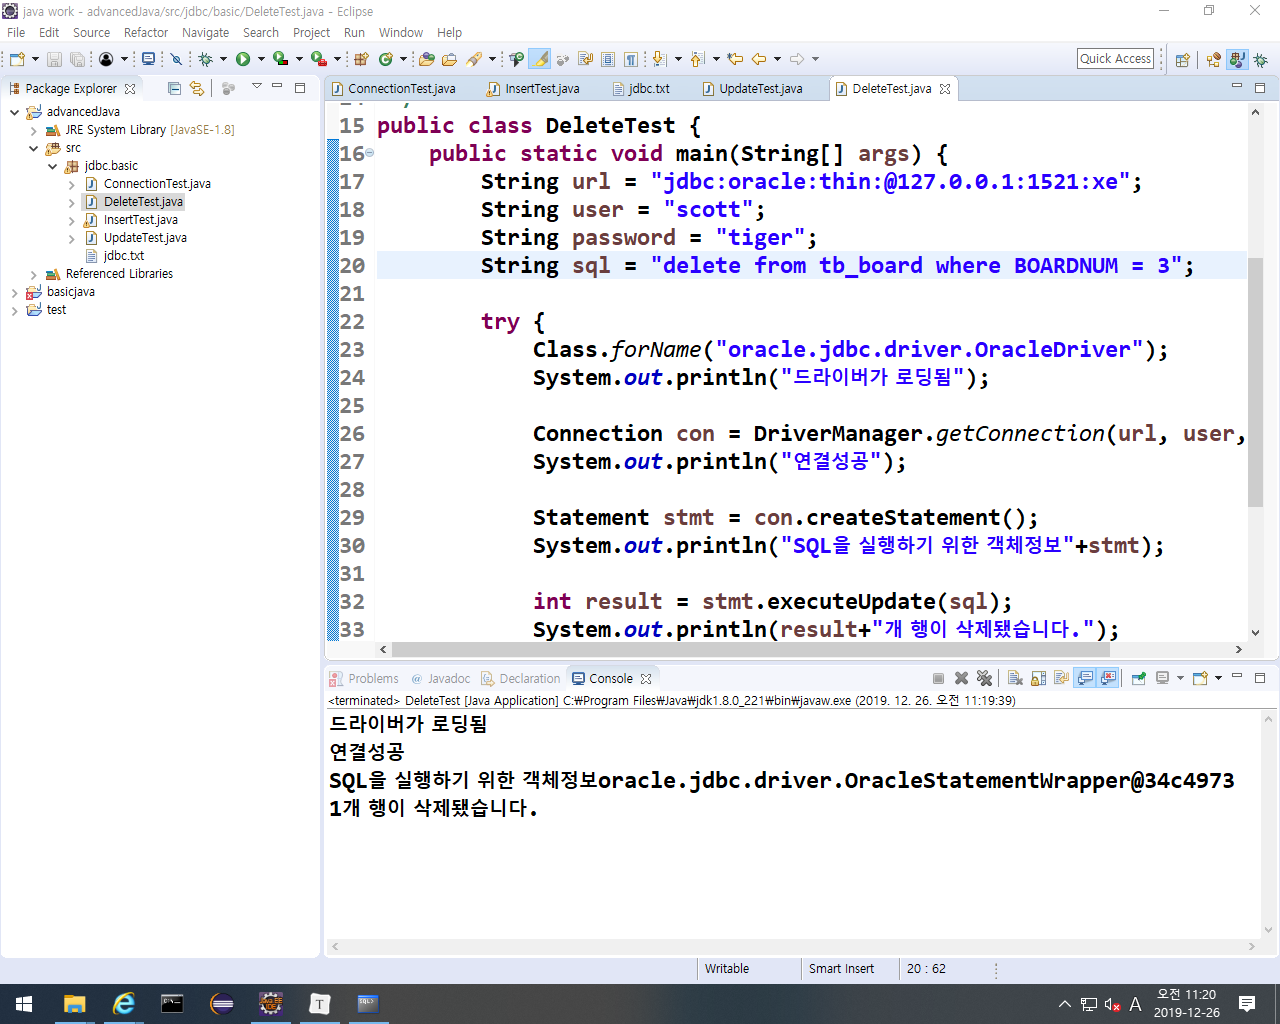 java work - advancedJava/src/jdbc/basic/DeleteTest.java - Eclipse
File Edit Source Refactor Navigate Search Project Run Window Help
Quick Access
Package Explorer
advancedJava
JRE System Library [JavaSE-1.8]
src
jdbc.basic
ConnectionTest.java
DeleteTest.java
InsertTest.java
UpdateTest.java
jdbc.txt
Referenced Libraries
basicjava
test
ConnectionTest.java InsertTest.java jdbc.txt UpdateTest.java DeleteTest.java
15 public class DeleteTest {
16 public static void main(String[] args) {
17 String url = "jdbc:oracle:thin:@127.0.0.1:1521:xe";
18 String user = "scott";
19 String password = "tiger";
20 String sql = "delete from tb_board where BOARDNUM = 3";
21
22 try {
23 Class.forName("oracle.jdbc.driver.OracleDriver");
24 System.out.println("드라이버가 로딩됨");
25
26 Connection con = DriverManager.getConnection(url, user,
27 System.out.println("연결성공");
28
29 Statement stmt = con.createStatement();
30 System.out.println("SQL을 실행하기 위한 객체정보"+stmt);
31
32 int result = stmt.executeUpdate(sql);
33 System.out.println(result+"개 행이 삭제됐습니다.");
Problems @ Javadoc Declaration Console
<terminated> DeleteTest [Java Application] C:₩Program Files₩Java₩jdk1.8.0_221₩bin₩javaw.exe (2019. 12. 26. 오전 11:19:39)
드라이버가 로딩됨
연결성공
SQL을 실행하기 위한 객체정보oracle.jdbc.driver.OracleStatementWrapper@34c4973
1개 행이 삭제됐습니다.
Writable Smart Insert 20 : 62
T A 오전 11:20
2019-12-26